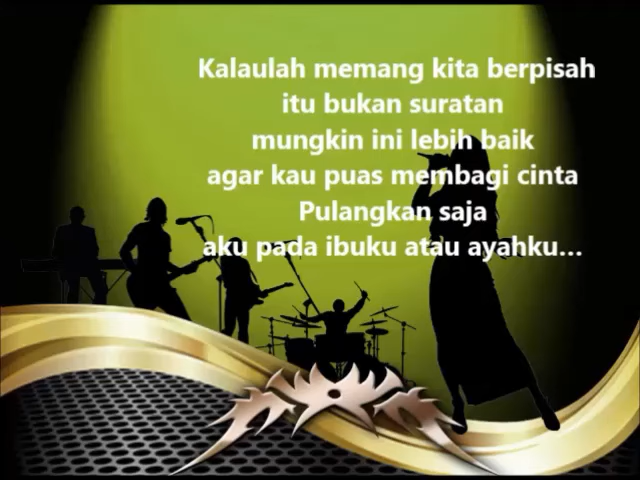 Kalaulah memang kita berpisah
itu bukan suratan
mungkin ini lebih baik
agar kau puas membagi cinta
Pulangkan saja
aku pada ibuku atau ayahku...